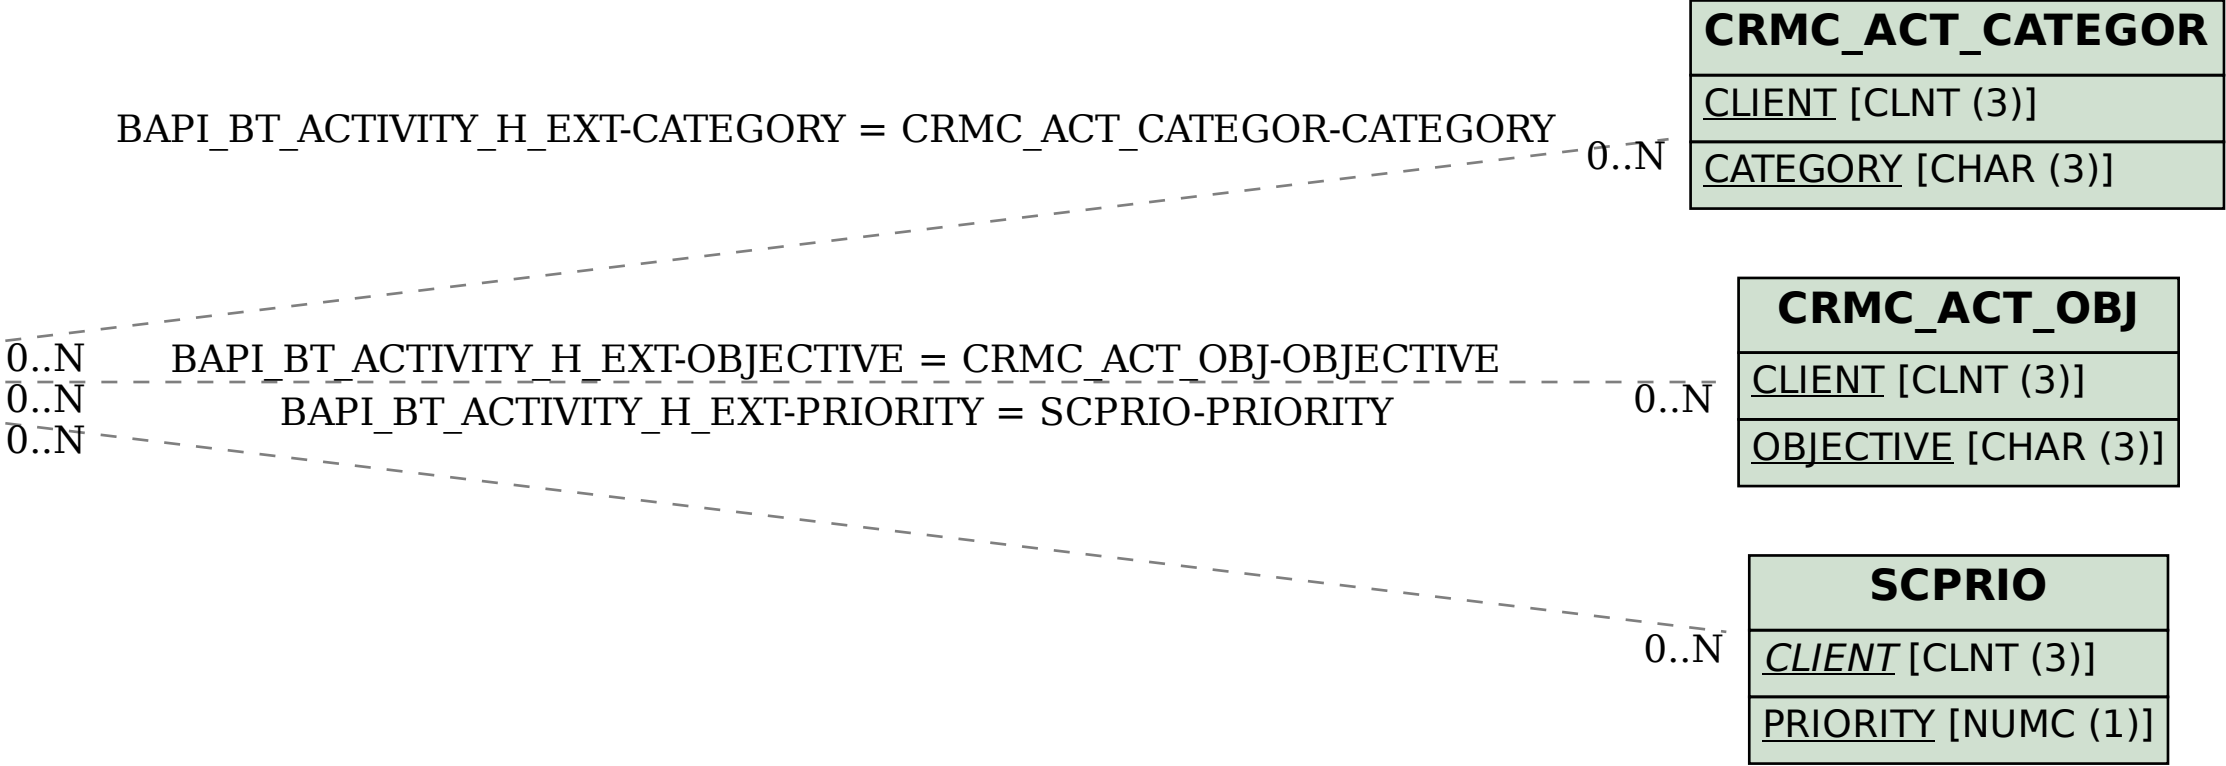 CRMC_ACT_CATEGOR
CLIENT [CLNT (3)]
CATEGORY [CHAR (3)]
BAPI_BT_ACTIVITY_H_EXT-CATEGORY = CRMC_ACT_CATEGOR-CATEGORY
0..N
0..N
BAPI_BT_ACTIVITY_H_EXT-OBJECTIVE = CRMC_ACT_OBJ-OBJECTIVE
0..N
0..N
CRMC_ACT_OBJ
CLIENT [CLNT (3)]
OBJECTIVE [CHAR (3)]
BAPI_BT_ACTIVITY_H_EXT-PRIORITY = SCPRIO-PRIORITY
0..N
0..N
SCPRIO
CLIENT [CLNT (3)]
PRIORITY [NUMC (1)]